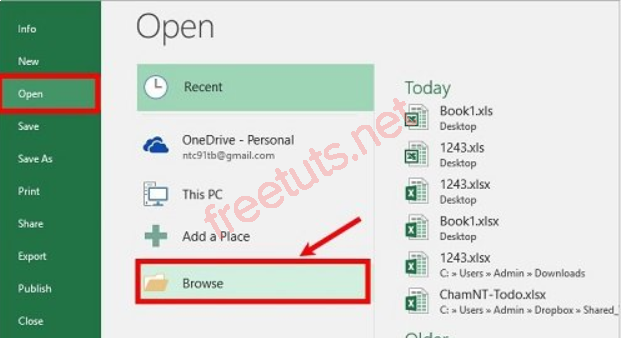 Info
New
Open
Save
Save As
Print
Share
Export
Publish
Close
Open
Recent
OneDrive - Personal
ntc91tb@gmail.com
This PC
Add a Place
Browse
Today
Book1.xls
Desktop
1243.xls
Desktop
1243.xlsx
Desktop
Book1.xlsx
Desktop
1243.xlsx
C: » Users » Admin » Downloads
ChamNT-Todo.xlsx
C: » Users » Admin » Dropbox » Shared_
Older
freetuts.net